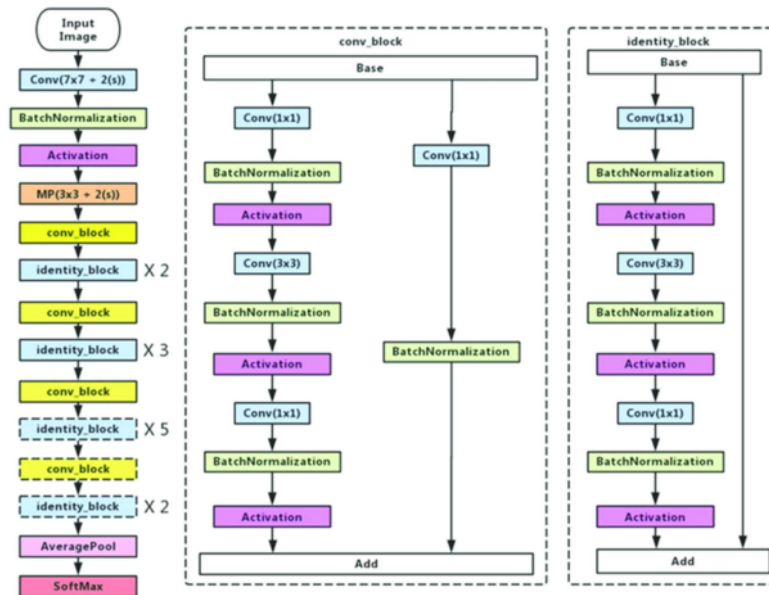 Input
Image
Conv(7x7 + 2(s))
BatchNormalization
Activation
MP(3x3 + 2(s))
conv_block
identity_block X 2
conv_block
identity_block X 3
conv_block
identity_block X 5
conv_block
identity_block X 2
AveragePool
SoftMax
conv_block
Base
Conv(1x1)
BatchNormalization
Activation
Conv(3x3)
BatchNormalization
Activation
Conv(1x1)
BatchNormalization
Activation
Conv(1x1)
BatchNormalization
Add
identity_block
Base
Conv(1x1)
BatchNormalization
Activation
Conv(3x3)
BatchNormalization
Activation
Conv(1x1)
BatchNormalization
Activation
Add